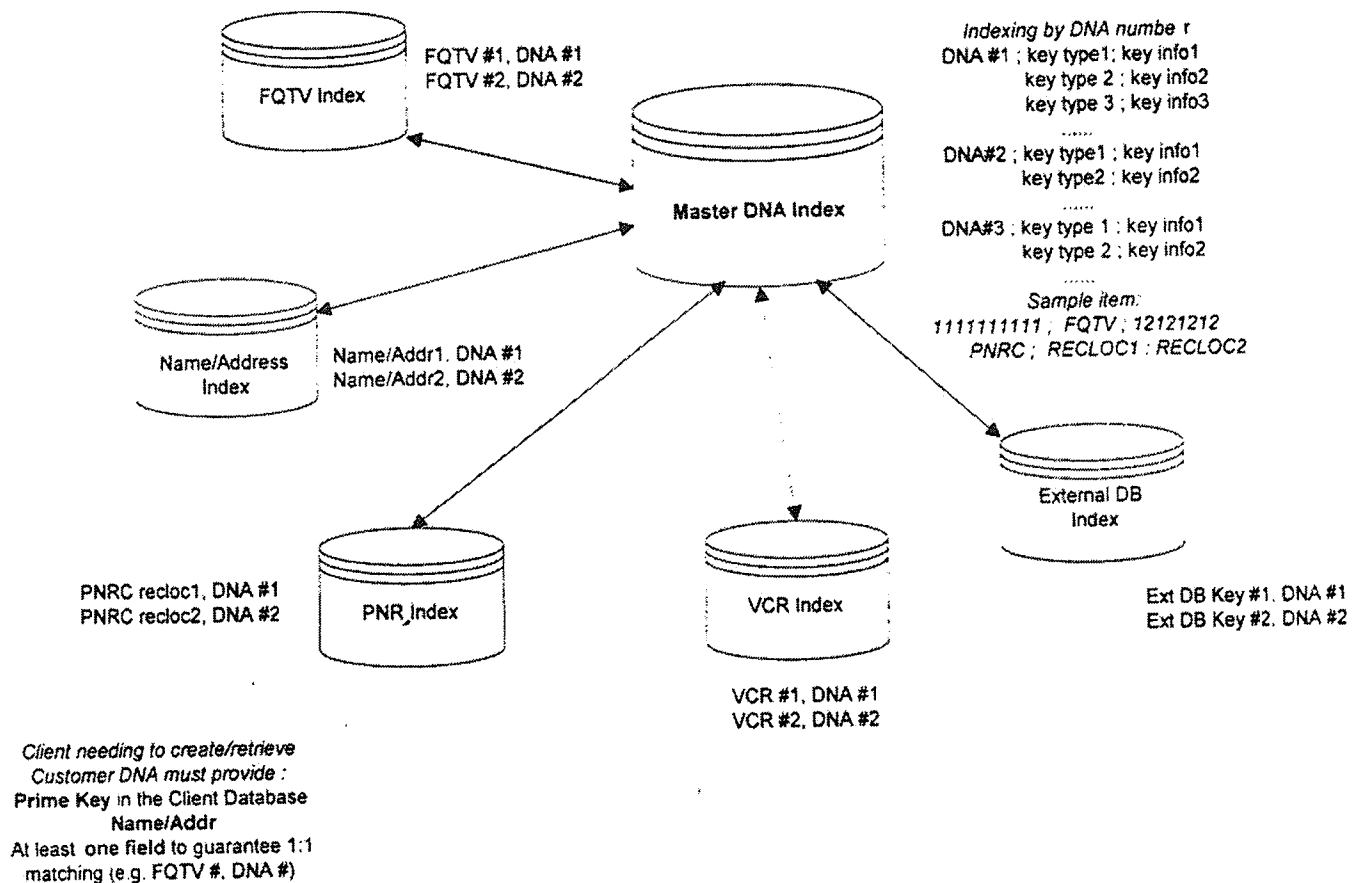 FQTV Index
FQTV #1, DNA #1
FQTV #2, DNA #2
Master DNA Index
Indexing by DNA numbe r
DNA #1 ; key type1; key info1
key type 2 ; key info2
key type 3 ; key info3
......
DNA#2 ; key type1 ; key info1
key type2 ; key info2
......
DNA#3 ; key type 1 ; key info1
key type 2 ; key info2
......
Sample item:
1111111111 ; FQTV ; 12121212
PNRC ; RECLOC1 : RECLOC2
Name/Address
Index
Name/Addr1, DNA #1
Name/Addr2, DNA #2
External DB
Index
Ext DB Key #1, DNA #1
Ext DB Key #2, DNA #2
PNRC recloc1, DNA #1
PNRC recloc2, DNA #2
PNR Index
VCR Index
VCR #1, DNA #1
VCR #2, DNA #2
Client needing to create/retrieve
Customer DNA must provide :
Prime Key in the Client Database
Name/Addr
At least one field to guarantee 1:1
matching (e.g. FQTV #, DNA #)